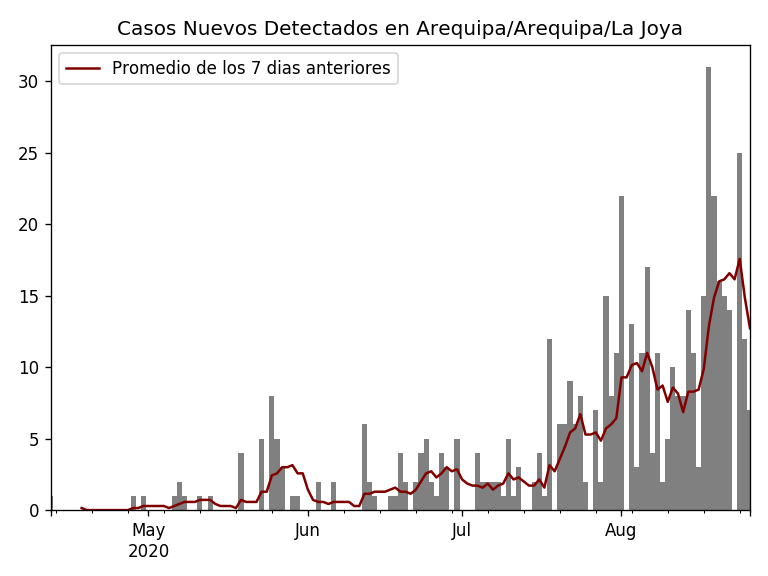 Casos Nuevos Detectados en Arequipa/Arequipa/La Joya
Promedio de los 7 dias anteriores
30
25
20
15
10
5
0
May
2020
Jun
Jul
Aug